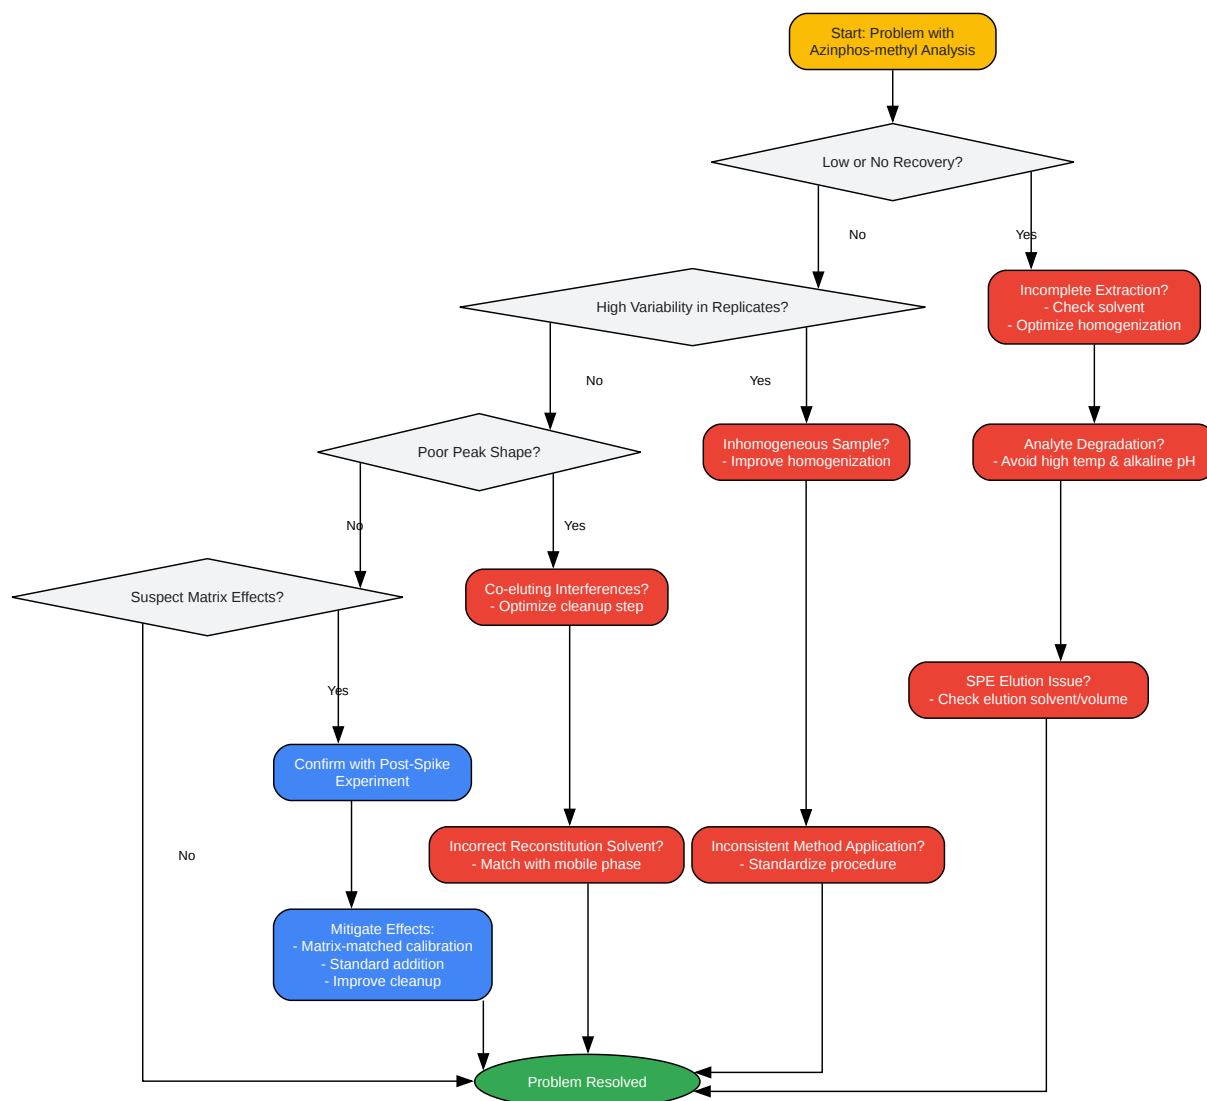 Start: Problem with
Azinphos-methyl Analysis
Low or No Recovery?
No
Yes
High Variability in Replicates?
Incomplete Extraction?
- Check solvent
- Optimize homogenization
No
Yes
Poor Peak Shape?
Inhomogeneous Sample?
- Improve homogenization
Analyte Degradation?
- Avoid high temp & alkaline pH
No
Yes
Suspect Matrix Effects?
Co-eluting Interferences?
- Optimize cleanup step
Yes
SPE Elution Issue?
- Check elution solvent/volume
Confirm with Post-Spike
Experiment
No
Incorrect Reconstitution Solvent?
- Match with mobile phase
Inconsistent Method Application?
- Standardize procedure
Mitigate Effects:
- Matrix-matched calibration
- Standard addition
- Improve cleanup
Problem Resolved